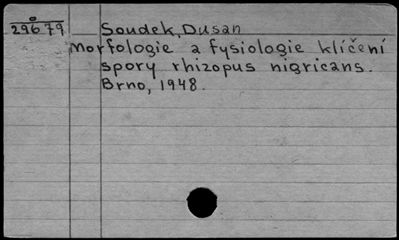 29679 Soudek, Dusan
Morfologie a fysiologie klíčení
spory rhizopus nigricans.
Brno, 1948.